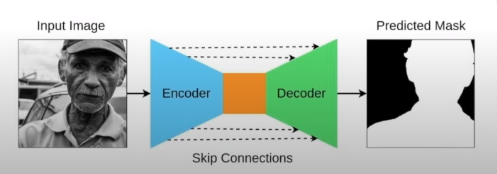 Input Image
Predicted Mask
Encoder
Decoder
Skip Connections